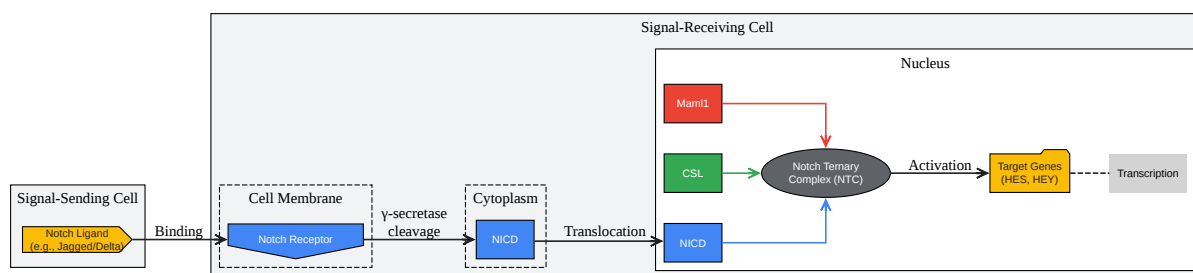 Signal-Receiving Cell
Nucleus
Maml1
CSL
Notch Ternary
Complex (NTC)
Activation
Target Genes
(HES, HEY)
Transcription
Signal-Sending Cell
Notch Ligand
(e.g., Jagged/Delta)
Binding
Cell Membrane
Notch Receptor
γ-secretase
cleavage
Cytoplasm
NICD
Translocation
NICD